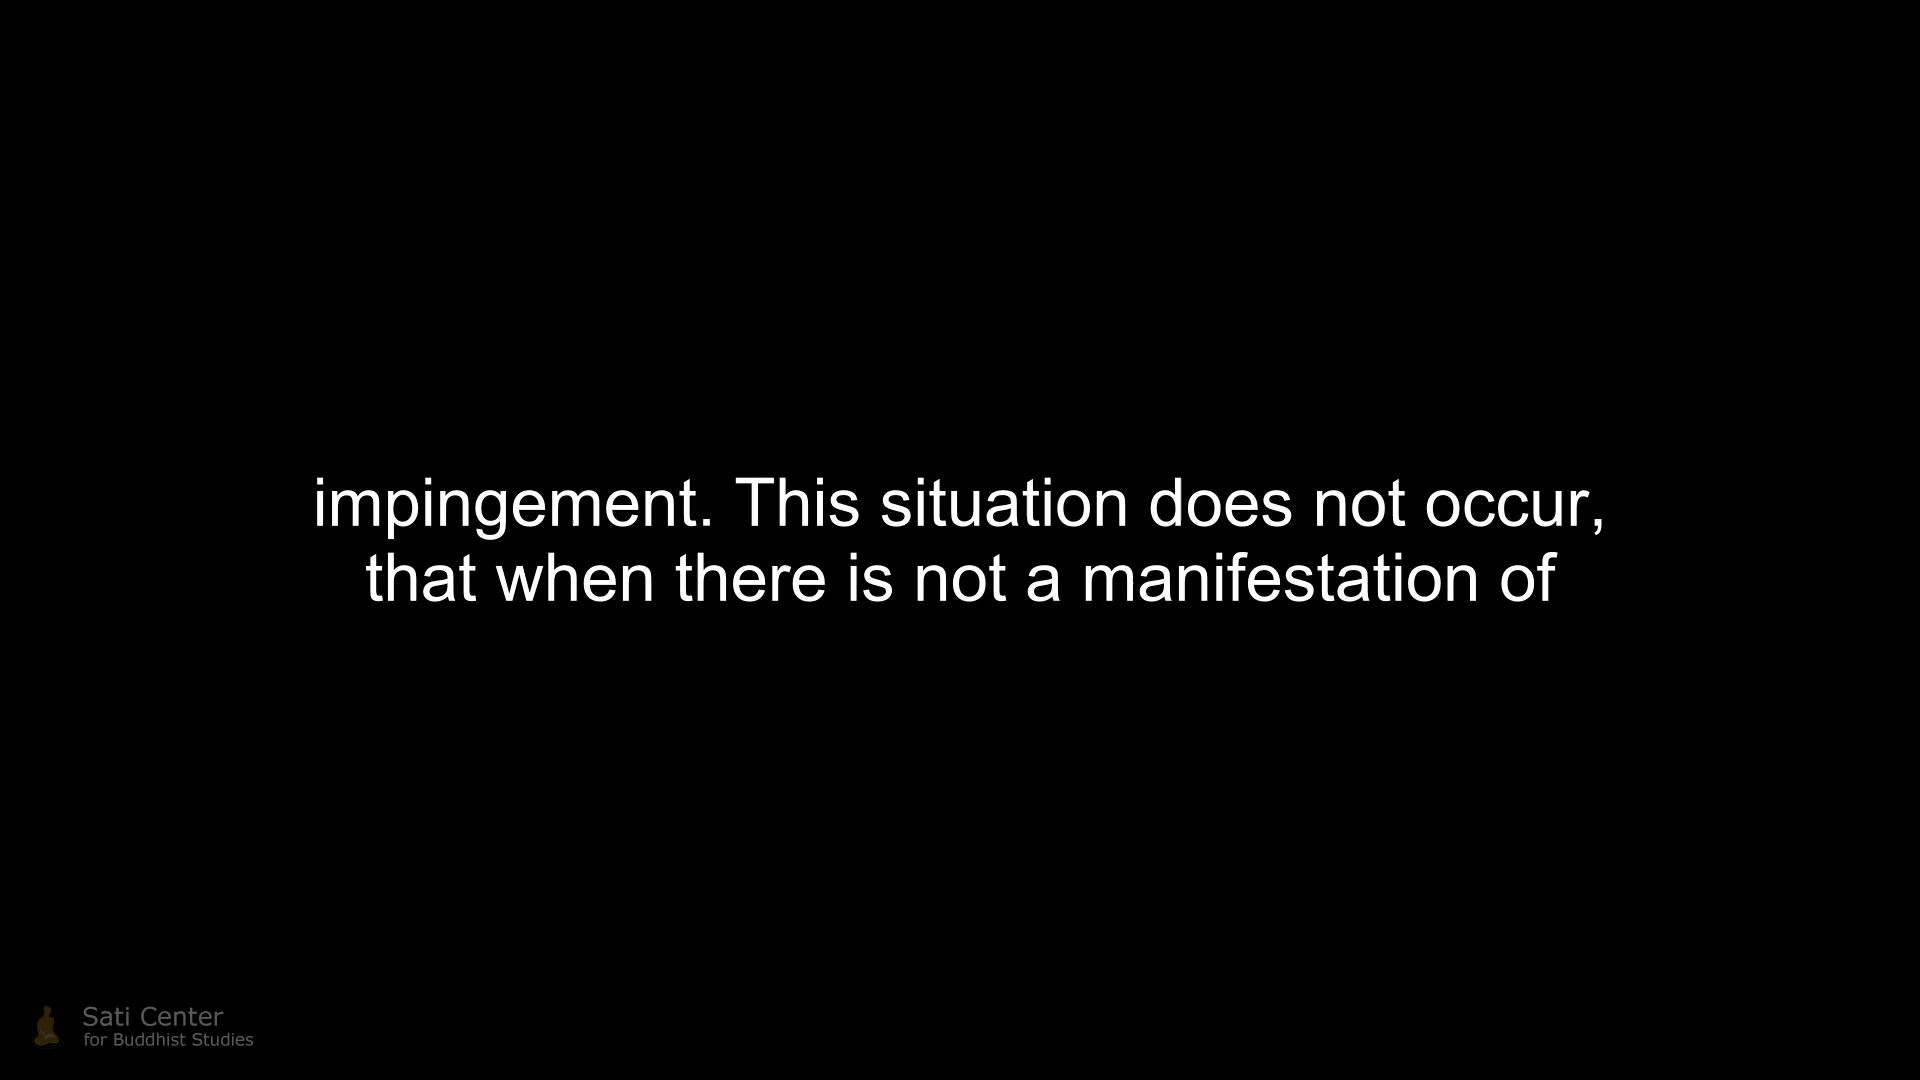 impingement. This situation does not occur,
that when there is not a manifestation of
Sati Center
for Buddhist Studies